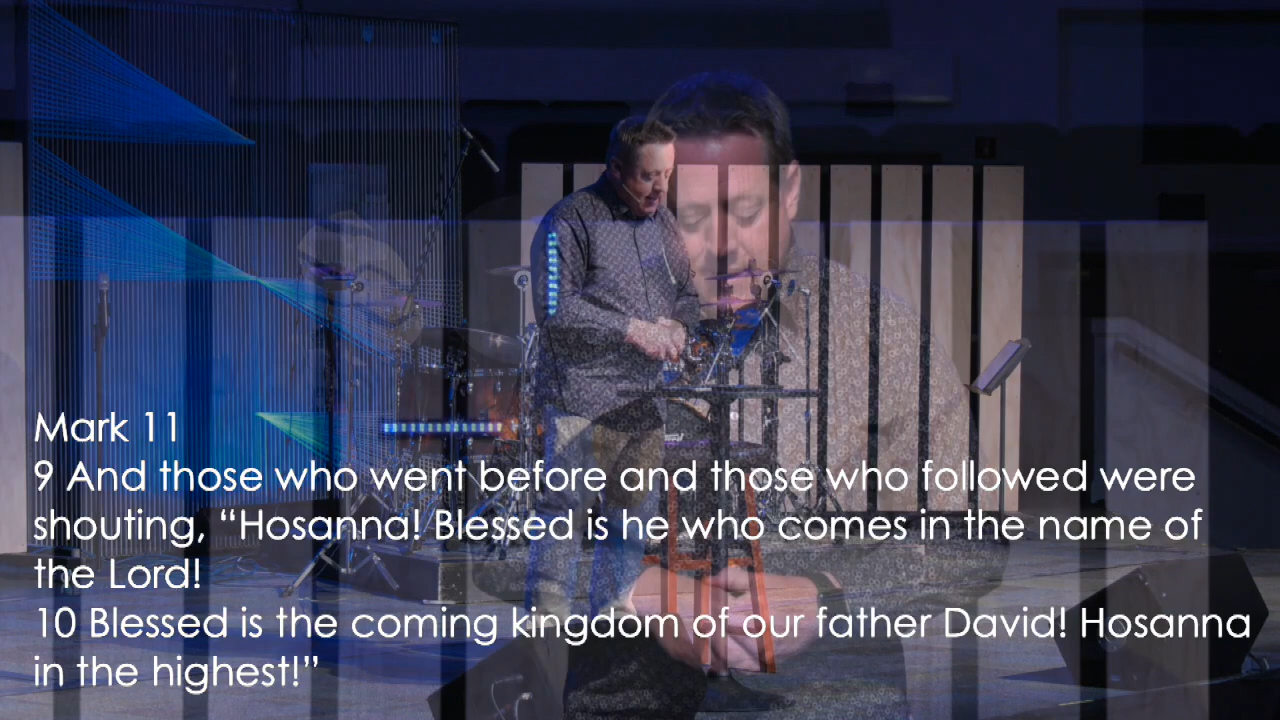 Mark 11
9 And those who went before and those who followed were
shouting, “Hosanna! Blessed is he who comes in the name of
the Lord!
10 Blessed is the coming kingdom of our father David! Hosanna
in the highest!”